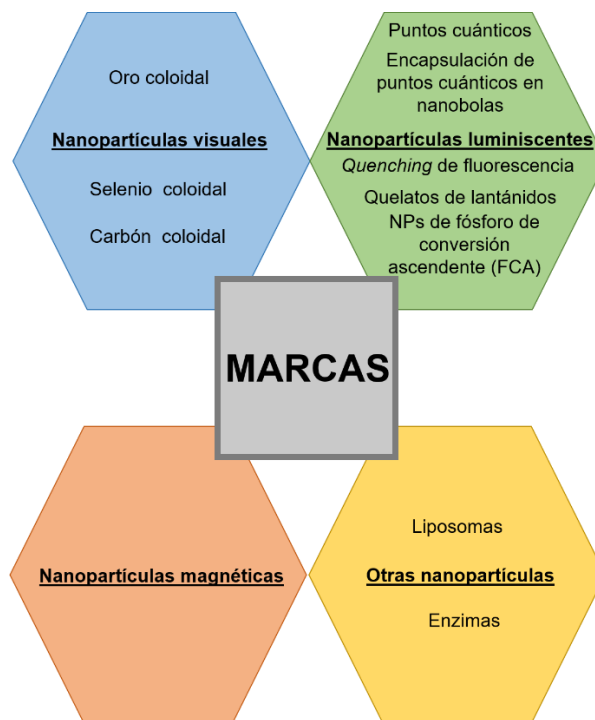 Oro coloidal
Nanopartículas visuales
Selenio coloidal
Carbón coloidal
Puntos cuánticos
Encapsulación de
puntos cuánticos en
nanobolas
Nanopartículas luminiscentes
Quenching de fluorescencia
Quelatos de lantánidos
NPs de fósforo de
conversión
ascendente (FCA)
MARCAS
Nanopartículas magnéticas
Liposomas
Otras nanopartículas
Enzimas